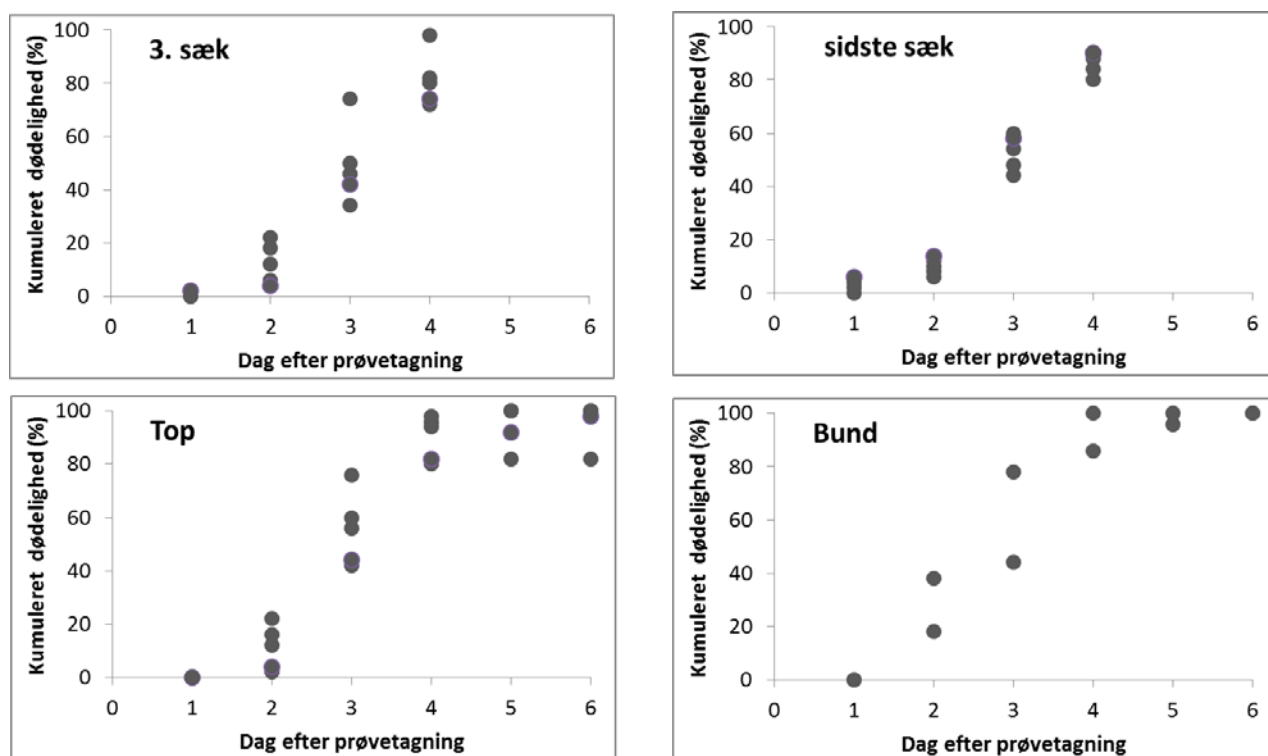 3. sæk
Kumuleret dødelighed (%)
100
80
60
40
20
0
0 1 2 3 4 5 6
Dag efter prøvetagning
sidste sæk
Kumuleret dødelighed (%)
100
80
60
40
20
0
0 1 2 3 4 5 6
Dag efter prøvetagning
Top
Kumuleret dødelighed (%)
100
80
60
40
20
0
0 1 2 3 4 5 6
Dag efter prøvetagning
Bund
Kumuleret dødelighed (%)
100
80
60
40
20
0
0 1 2 3 4 5 6
Dag efter prøvetagning